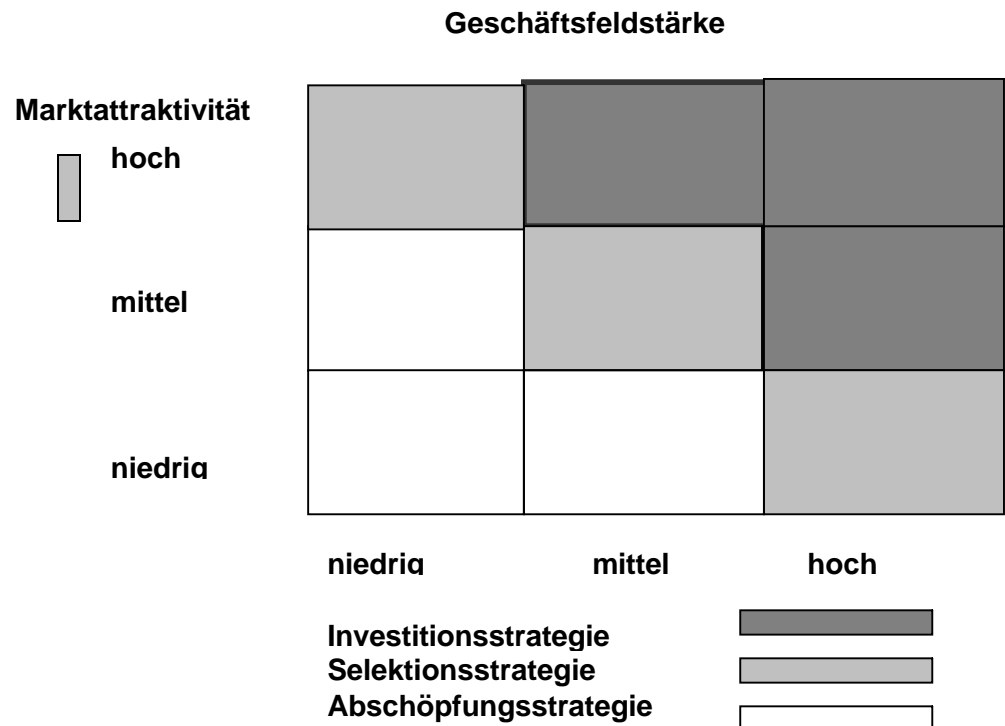 Geschäftsfeldstärke
Marktattraktivität
hoch
mittel
niedrig
niedrig
mittel
hoch
Investitionsstrategie
Selektionsstrategie
Abschöpfungsstrategie